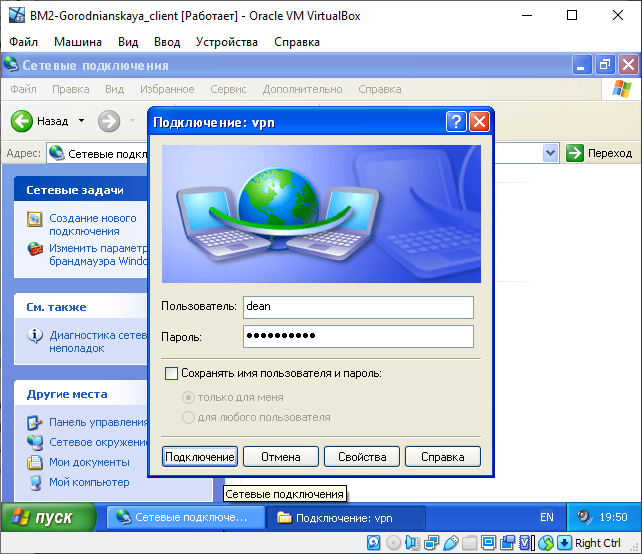 BM2-Gorodnianskaya_client [Работает] - Oracle VM VirtualBox
Файл Машина Вид Ввод Устройства Справка
Сетевые подключения
Файл Правка Вид Избранное Сервис Дополнительно Справка
Назад
Подключение: vpn
Адрес: Сетевые подкл
Переход
Сетевые задачи
Создание нового
подключения
Изменить параметр
брандмауэра Windo
См. также
Диагностика сетев
неполадок
Другие места
Панель управления
Сетевое окружение
Мои документы
Мой компьютер
Пользователь: dean
Пароль: ••••••••••
Сохранять имя пользователя и пароль:
только для меня
для любого пользователя
Подключение Отмена Свойства Справка
Сетевые подключения
пуск Сетевые подключе... Подключение: vpn EN 19:50
Right Ctrl